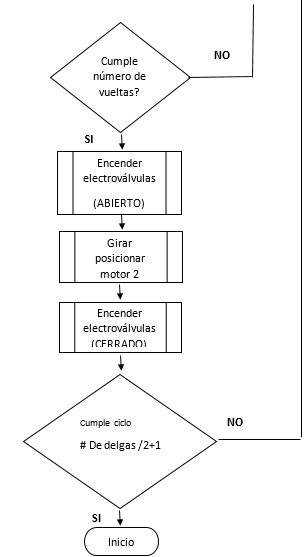 Cumple
número de
vueltas?
NO
SI
Encender
electroválvulas
(ABIERTO)
Girar
posicionar
motor 2
Encender
electroválvulas
(CERRADO)
Cumple ciclo
# De delgas /2+1
NO
SI
Inicio